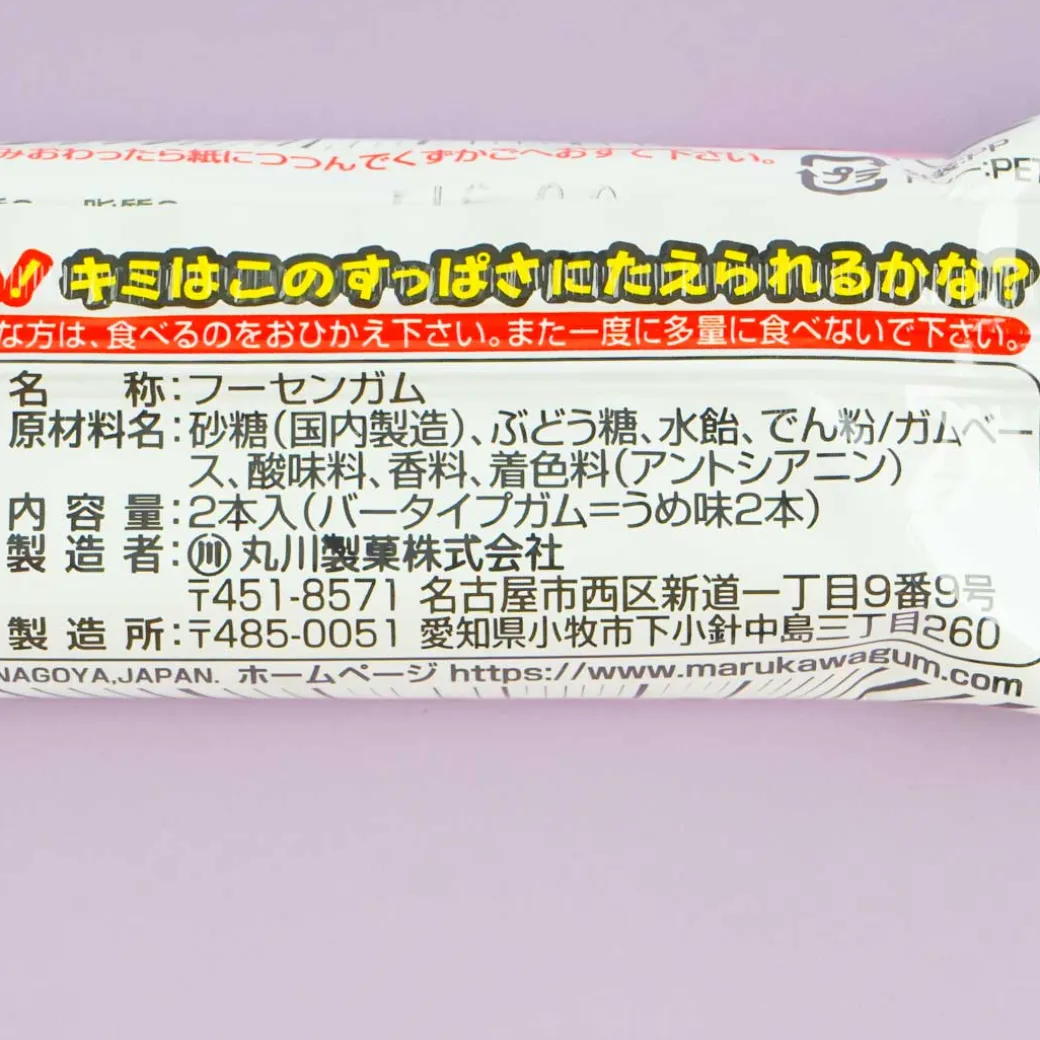 みおわったら紙につつんでくずかごへおすて下さい。
プラ
:PP
:PET
! キミはこのすっぱさにたえられるかな?
な方は、食べるのをおひかえ下さい。また一度に多量に食べないで下さい。
名称:フーセンガム
原材料名:砂糖(国内製造)、ぶどう糖、水飴、でん粉/ガムベー
ス、酸味料、香料、着色料(アントシアニン)
内容量:2本入(バータイプガム=うめ味2本)
製造者:川 丸川製菓株式会社
〒451-8571 名古屋市西区新道一丁目9番9号
製造所:〒485-0051 愛知県小牧市下小針中島三丁目260
NAGOYA,JAPAN. ホームページ https://www.marukawagum.com